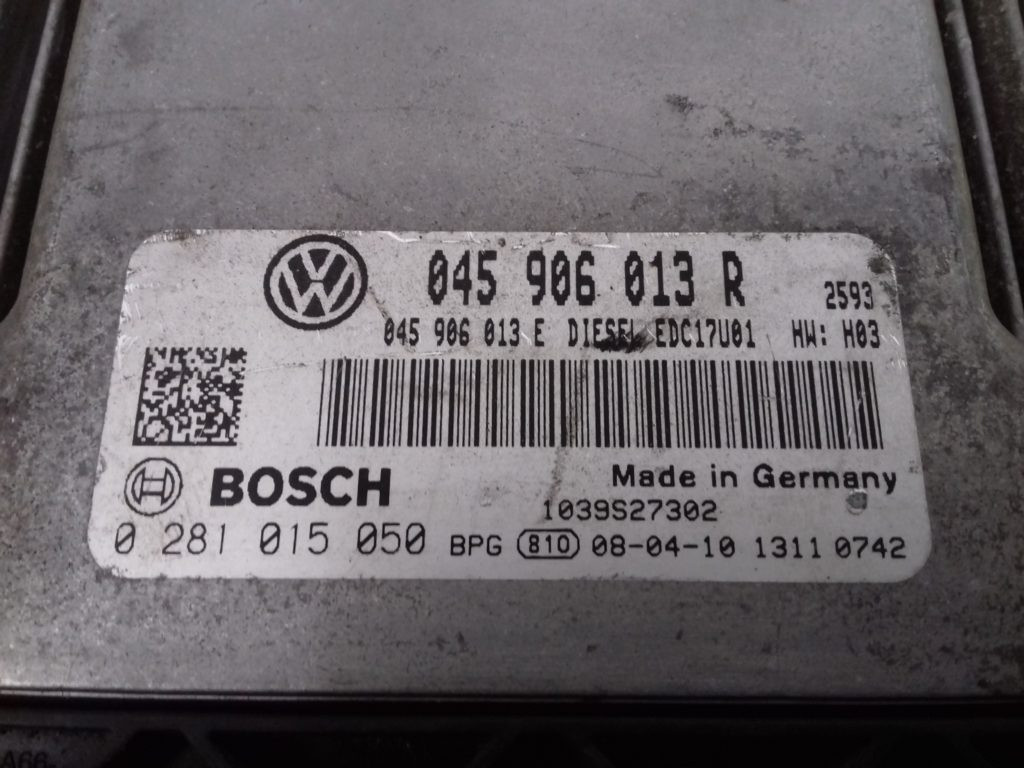 045 906 013 R
2593
045 906 013 E DIESEL EDC17U01 HW: H03
BOSCH
Made in Germany
1039S27302
0 281 015 050 BPG 810 08-04-10 1311 0742
A66